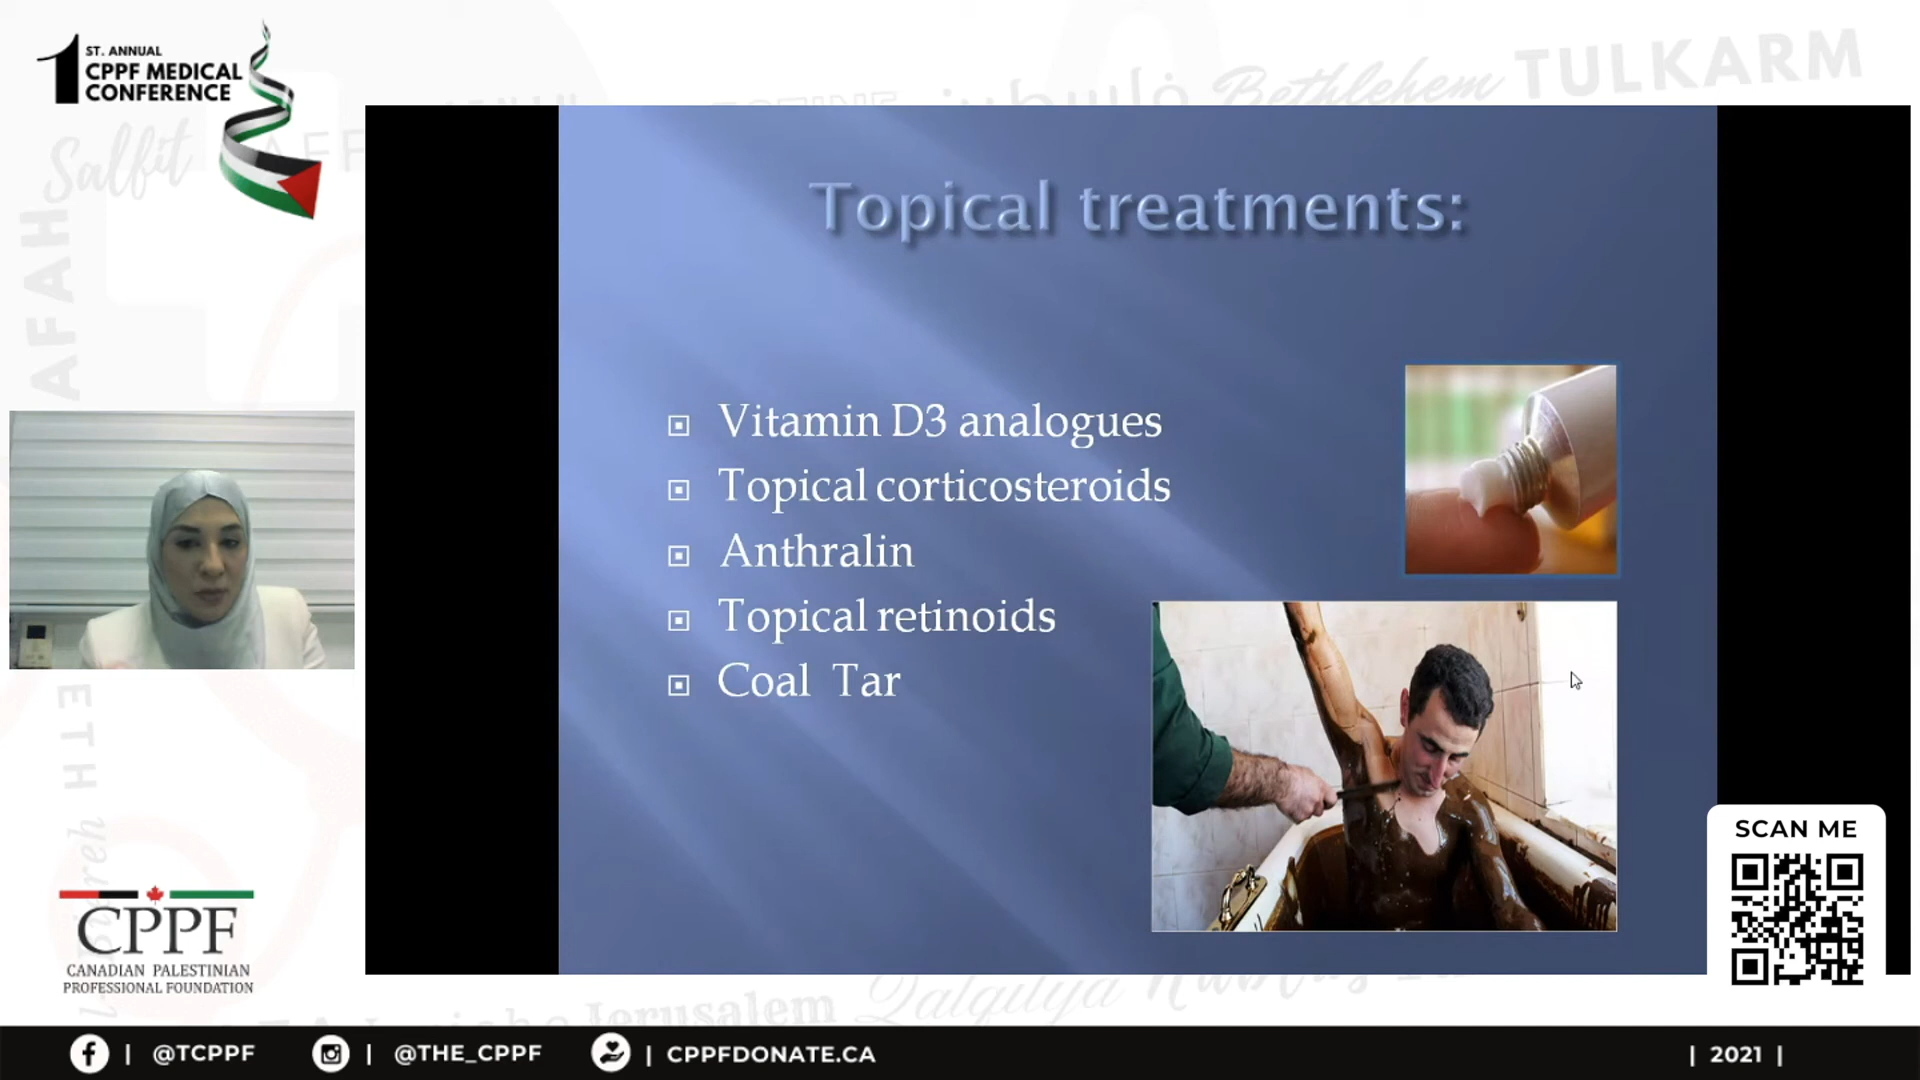 1 ST. ANNUAL
CPPF MEDICAL
CONFERENCE
Salfit
Bethlehem TULKARM
Topical treatments:
Vitamin D3 analogues
Topical corticosteroids
Anthralin
Topical retinoids
Coal Tar
SCAN ME
CPPF
CANADIAN PALESTINIAN
PROFESSIONAL FOUNDATION
Jerusalem Qalqilya
| @TCPPF
| @THE_CPPF
| CPPFDONATE.CA
| 2021 |